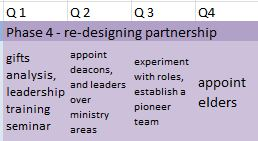 Q 1 Q 2 Q 3 Q4
Phase 4 - re-designing partnership
gifts
analysis,
leadership
training
seminar
appoint
deacons,
and leaders
over
ministry
areas
experiment
with roles,
establish a
pioneer
team
appoint
elders